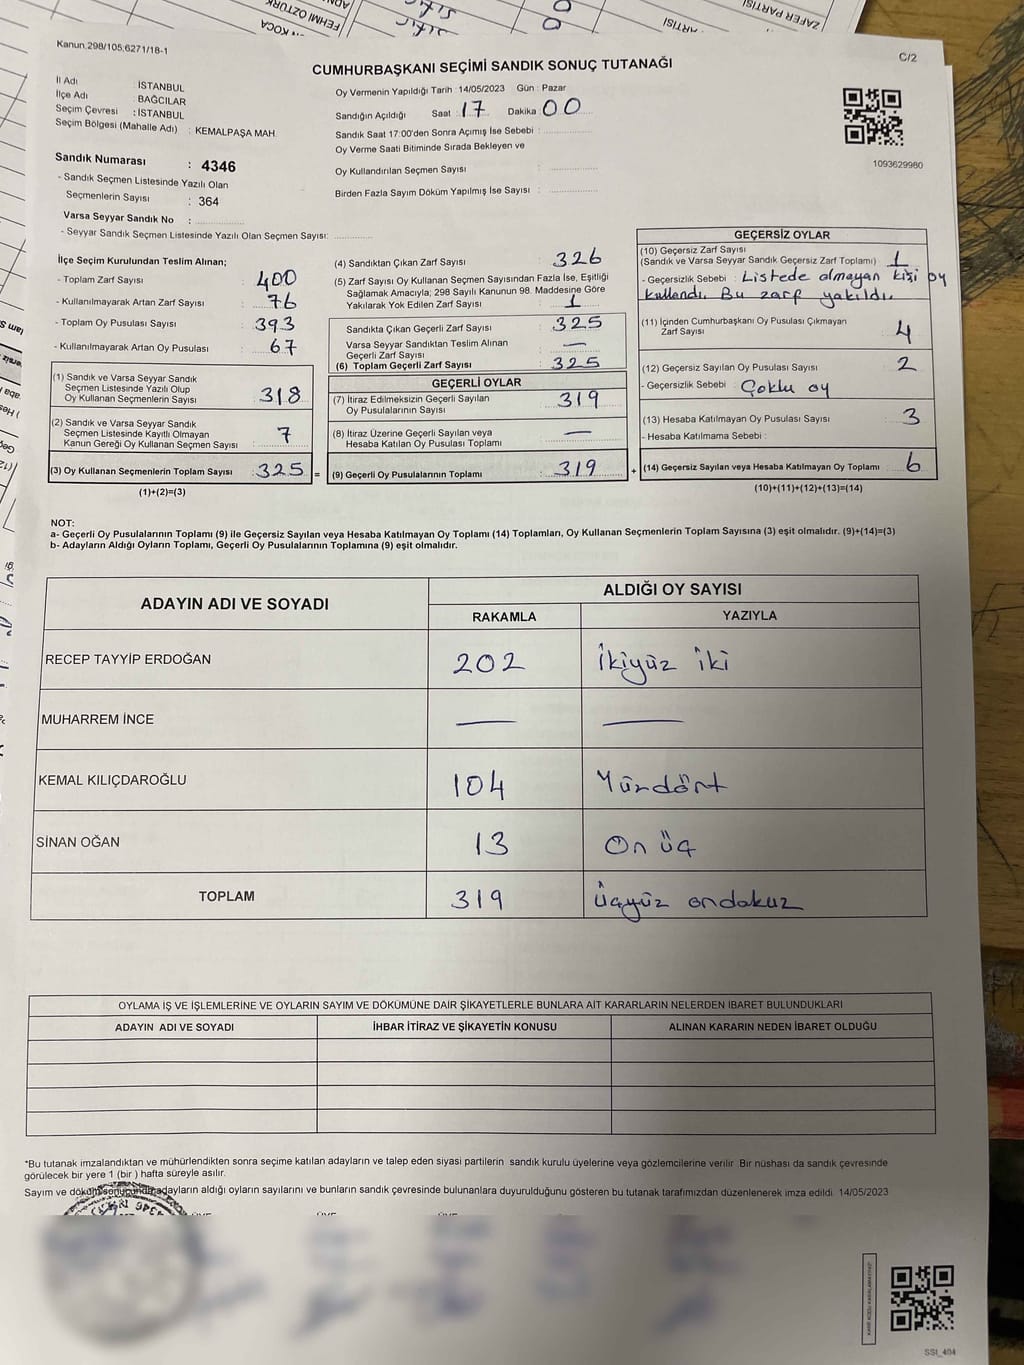 ZAFER PARTİSİ
FEHMİ ÖZTÜRK
KOCA
Kanun,298/105;6271/18-1
C/2
CUMHURBAŞKANI SEÇİMİ SANDIK SONUÇ TUTANAĞI
İl Adı : İSTANBUL
İlçe Adı : BAĞCILAR
Seçim Çevresi : İSTANBUL
Seçim Bölgesi (Mahalle Adı) : KEMALPAŞA MAH.
Oy Vermenin Yapıldığı Tarih : 14/05/2023 Gün : Pazar
Sandığın Açıldığı Saat : 17 Dakika : 00
Sandık Saat 17:00'den Sonra Açımış İse Sebebi :
Oy Verme Saati Bitiminde Sırada Bekleyen ve
Oy Kullandırılan Seçmen Sayısı :
Birden Fazla Sayım Döküm Yapılmış İse Sayısı :
1093629980
Sandık Numarası : 4346
- Sandık Seçmen Listesinde Yazılı Olan
Seçmenlerin Sayısı : 364
Varsa Seyyar Sandık No :
- Seyyar Sandık Seçmen Listesinde Yazılı Olan Seçmen Sayısı:
İlçe Seçim Kurulundan Teslim Alınan;
- Toplam Zarf Sayısı : 400
- Kullanılmayarak Artan Zarf Sayısı : 76
- Toplam Oy Pusulası Sayısı : 393
- Kullanılmayarak Artan Oy Pusulası : 67
(1) Sandık ve Varsa Seyyar Sandık
Seçmen Listesinde Yazılı Olup
Oy Kullanan Seçmenlerin Sayısı : 318
(2) Sandık ve Varsa Seyyar Sandık
Seçmen Listesinde Kayıtlı Olmayan
Kanun Gereği Oy Kullanan Seçmen Sayısı : 7
(3) Oy Kullanan Seçmenlerin Toplam Sayısı : 325 =
(1)+(2)=(3)
(4) Sandıktan Çıkan Zarf Sayısı : 326
(5) Zarf Sayısı Oy Kullanan Seçmen Sayısından Fazla İse, Eşitliği
Sağlamak Amacıyla; 298 Sayılı Kanunun 98. Maddesine Göre
Yakılarak Yok Edilen Zarf Sayısı : 1
Sandıkta Çıkan Geçerli Zarf Sayısı : 325
Varsa Seyyar Sandıktan Teslim Alınan
Geçerli Zarf Sayısı : —
(6) Toplam Geçerli Zarf Sayısı : 325
GEÇERLİ OYLAR
(7) İtiraz Edilmeksizin Geçerli Sayılan
Oy Pusulalarının Sayısı : 319
(8) İtiraz Üzerine Geçerli Sayılan veya
Hesaba Katılan Oy Pusulası Toplamı : —
(9) Geçerli Oy Pusulalarının Toplamı : 319 +
GEÇERSİZ OYLAR
(10) Geçersiz Zarf Sayısı
(Sandık ve Varsa Seyyar Sandık Geçersiz Zarf Toplamı) : 1
- Geçersizlik Sebebi : Listede olmayan kişi oy
kullandı. Bu zarf yakıldı.
(11) İçinden Cumhurbaşkanı Oy Pusulası Çıkmayan
Zarf Sayısı : 4
(12) Geçersiz Sayılan Oy Pusulası Sayısı : 2
- Geçersizlik Sebebi : Çoklu oy
(13) Hesaba Katılmayan Oy Pusulası Sayısı : 3
- Hesaba Katılmama Sebebi :
(14) Geçersiz Sayılan veya Hesaba Katılmayan Oy Toplamı : 6
(10)+(11)+(12)+(13)=(14)
NOT:
a- Geçerli Oy Pusulalarının Toplamı (9) ile Geçersiz Sayılan veya Hesaba Katılmayan Oy Toplamı (14) Toplamları, Oy Kullanan Seçmenlerin Toplam Sayısına (3) eşit olmalıdır. (9)+(14)=(3)
b- Adayların Aldığı Oyların Toplamı, Geçerli Oy Pusulalarının Toplamına (9) eşit olmalıdır.
ADAYIN ADI VE SOYADI
ALDIĞI OY SAYISI
RAKAMLA YAZIYLA
RECEP TAYYİP ERDOĞAN 202 İkiyüz iki
MUHARREM İNCE — —
KEMAL KILIÇDAROĞLU 104 Yüzdört
SİNAN OĞAN 13 On üç
TOPLAM 319 üçyüz ondokuz
OYLAMA İŞ VE İŞLEMLERİNE VE OYLARIN SAYIM VE DÖKÜMÜNE DAİR ŞİKAYETLERLE BUNLARA AİT KARARLARIN NELERDEN İBARET BULUNDUKLARI
ADAYIN ADI VE SOYADI İHBAR İTİRAZ VE ŞİKAYETİN KONUSU ALINAN KARARIN NEDEN İBARET OLDUĞU
*Bu tutanak imzalandıktan ve mühürlendikten sonra seçime katılan adayların ve talep eden siyasi partilerin sandık kurulu üyelerine veya gözlemcilerine verilir. Bir nüshası da sandık çevresinde
görülecek bir yere 1 (bir ) hafta süreyle asılır.
Sayım ve döküm sonucunda adayların aldığı oyların sayılarını ve bunların sandık çevresinde bulunanlara duyurulduğunu gösteren bu tutanak tarafımızdan düzenlenerek imza edildi. 14/05/2023
SSI_404